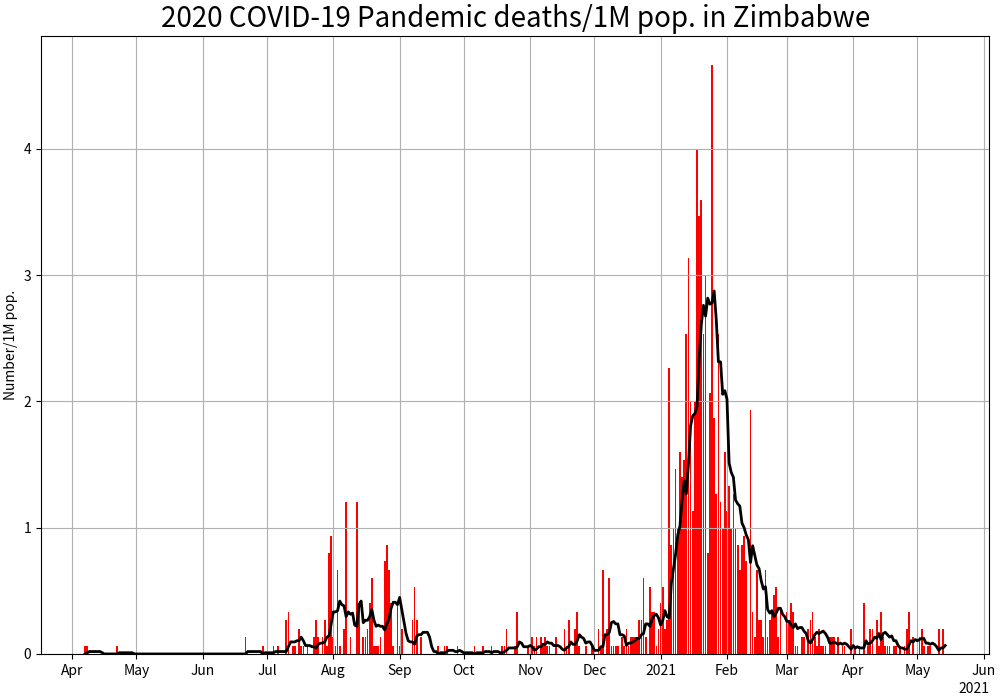 2020 COVID-19 Pandemic deaths/1M pop. in Zimbabwe
Number/1M pop.
4
3
2
1
0
Apr May Jun Jul Aug Sep Oct Nov Dec 2021 Feb Mar Apr May Jun
2021